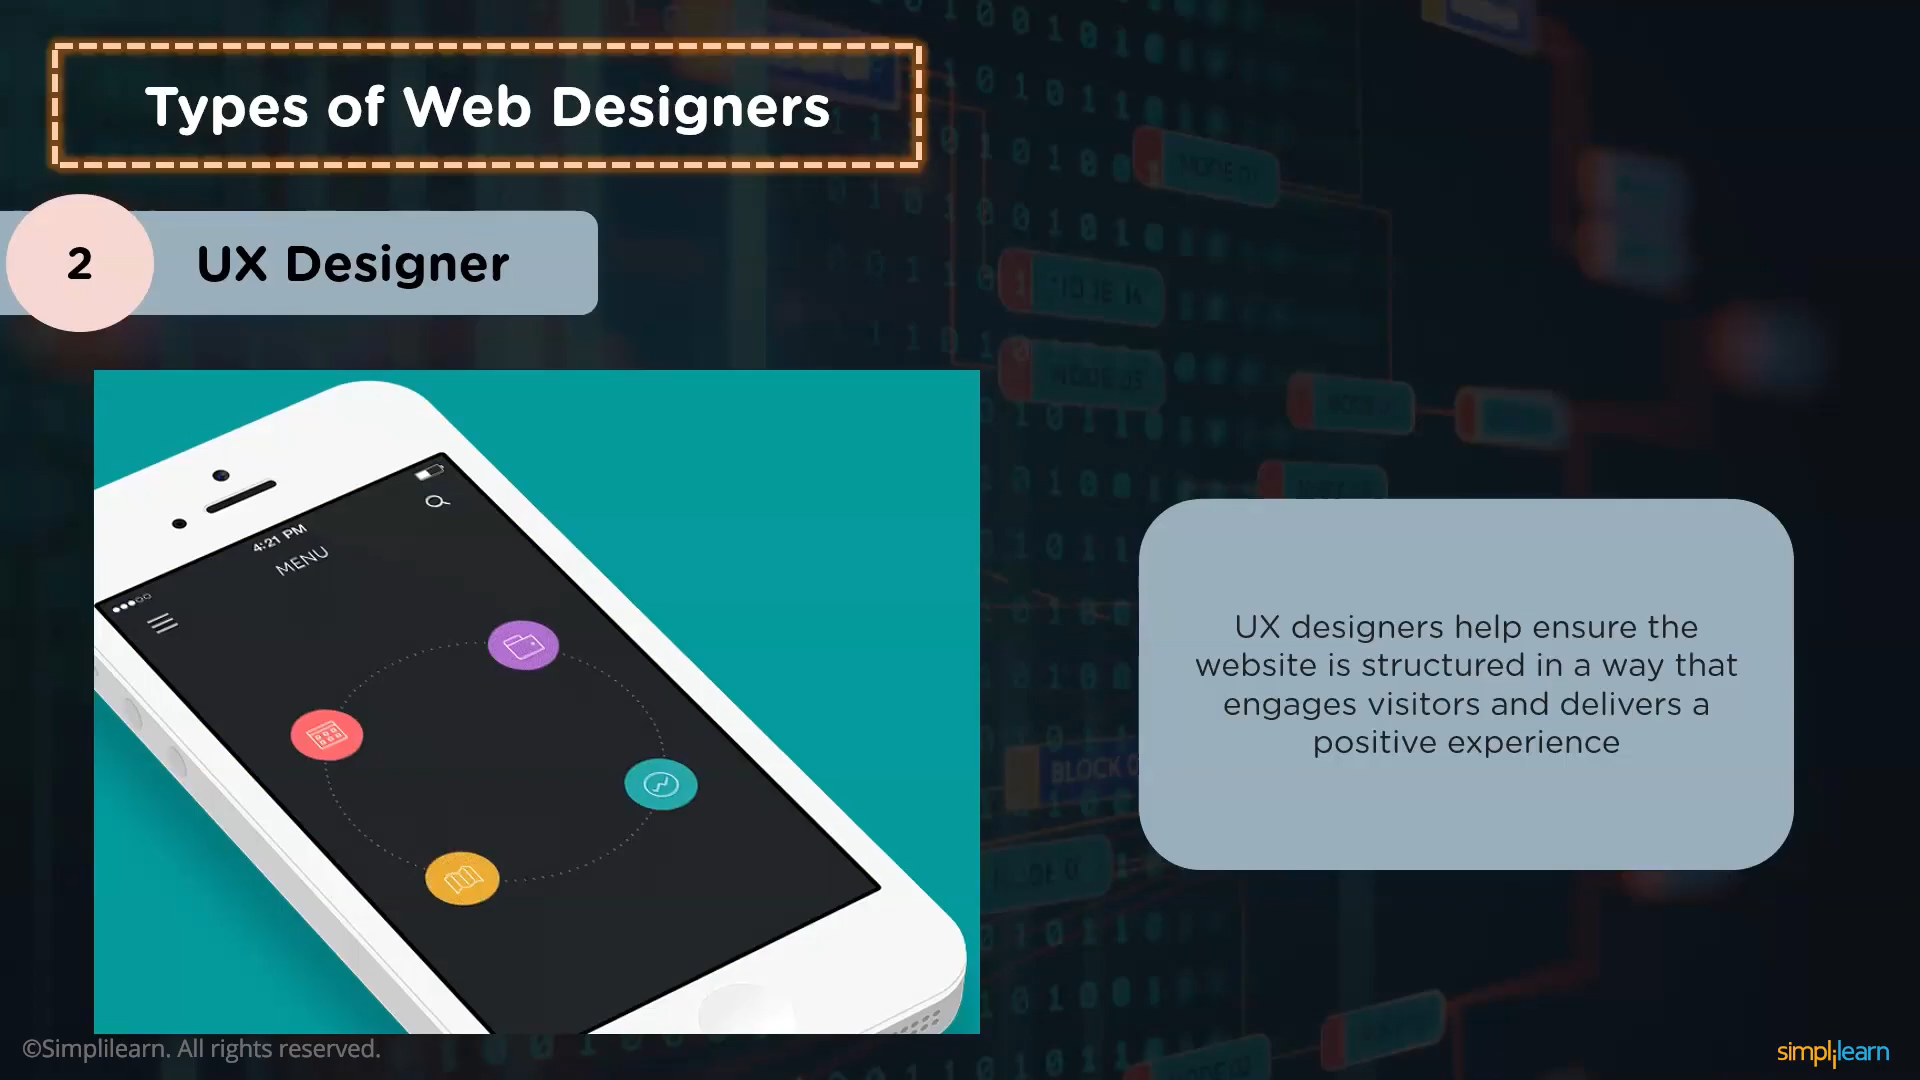 Types of Web Designers
2
UX Designer
4:21 PM
MENU
UX designers help ensure the
website is structured in a way that
engages visitors and delivers a
positive experience
BLOCK
©Simplilearn. All rights reserved.
simplilearn